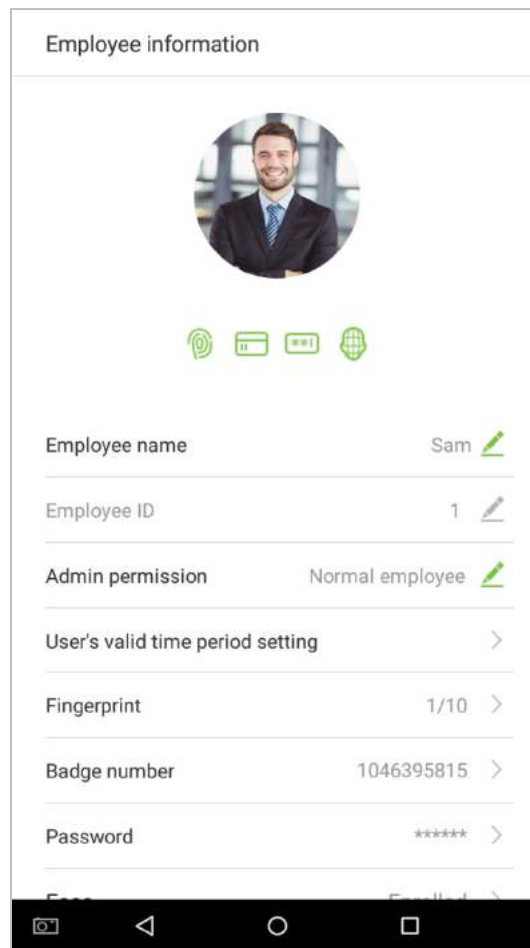 Employee information
Employee name Sam
Employee ID 1
Admin permission Normal employee
User's valid time period setting
Fingerprint 1/10
Badge number 1046395815
Password ******
Enrolled